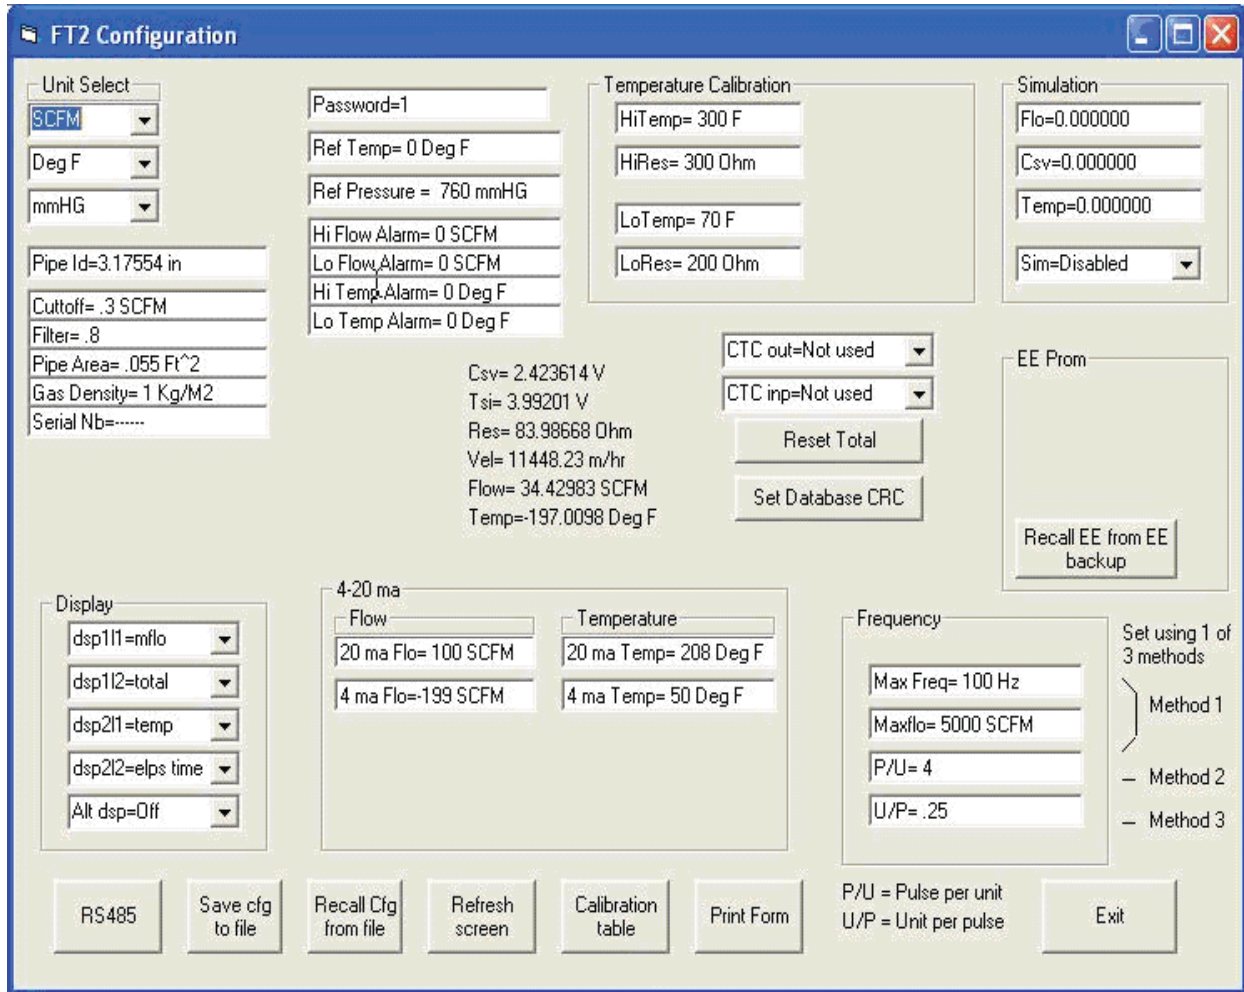 FT2 Configuration
Unit Select
SCFM
Deg F
mmHG
Pipe Id=3.17554 in
Cuttoff= .3 SCFM
Filter= .8
Pipe Area= .055 Ft^2
Gas Density= 1 Kg/M2
Serial Nb=------
Password=1
Ref Temp= 0 Deg F
Ref Pressure =  760 mmHG
Hi Flow Alarm= 0 SCFM
Lo Flow Alarm= 0 SCFM
Hi Temp Alarm= 0 Deg F
Lo Temp Alarm= 0 Deg F
Temperature Calibration
HiTemp= 300 F
HiRes= 300 Ohm
LoTemp= 70 F
LoRes= 200 Ohm
Simulation
Flo=0.000000
Csv=0.000000
Temp=0.000000
Sim=Disabled
Csv= 2.423614 V
Tsi= 3.99201 V
Res= 83.98668 Ohm
Vel= 11448.23 m/hr
Flow= 34.42983 SCFM
Temp=-197.0098 Deg F
CTC out=Not used
CTC inp=Not used
Reset Total
Set Database CRC
EE Prom
Recall EE from EE
backup
Display
dsp1l1=mflo
dsp1l2=total
dsp2l1=temp
dsp2l2=elps time
Alt dsp=Off
4-20 ma
Flow
20 ma Flo= 100 SCFM
4 ma Flo=-199 SCFM
Temperature
20 ma Temp= 208 Deg F
4 ma Temp= 50 Deg F
Frequency
Max Freq= 100 Hz
Maxflo= 5000 SCFM
P/U= 4
U/P= .25
Set using 1 of
3 methods
Method 1
Method 2
Method 3
P/U = Pulse per unit
U/P = Unit per pulse
RS485
Save cfg
to file
Recall Cfg
from file
Refresh
screen
Calibration
table
Print Form
Exit